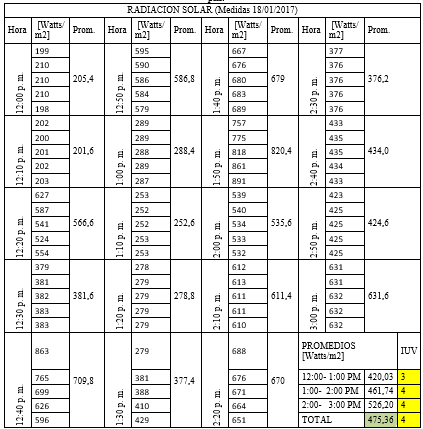 RADIACION SOLAR (Medidas 18/01/2017)
Hora [Watts/m2] Prom. Hora [Watts/m2] Prom. Hora [Watts/m2] Prom. Hora [Watts/m2] Prom.
12:00 p. m. 12:50 p. m. 1:40 p. m. 2:30 p. m.
199 595 667 377
210 590 676 376
210 205,4 586 586,8 680 679 376 376,2
210 584 683 376
198 579 689 376
12:10 p. m. 1:00 p. m. 1:50 p. m. 2:40 p. m.
202 289 757 433
200 289 775 435
201 201,6 288 288,4 818 820,4 435 434,0
202 289 861 434
203 287 891 433
12:20 p. m. 1:10 p. m. 2:00 p. m. 2:50 p. m.
627 253 539 423
587 252 540 425
541 566,6 252 252,6 534 535,6 425 424,6
524 253 533 425
554 253 532 425
12:30 p. m. 1:20 p. m. 2:10 p. m. 3:00 p. m.
379 278 612 631
381 279 613 631
382 381,6 279 278,8 611 611,4 632 631,6
383 279 611 632
383 279 610 632
12:40 p. m. 1:30 p. m. 2:20 p. m.
863 279 688 PROMEDIOS [Watts/m2] IUV
765 709,8 381 377,4 676 670 12:00- 1:00 PM 420,03 3
699 388 671 1:00- 2:00 PM 461,74 4
626 410 664 2:00- 3:00 PM 526,20 4
596 429 651 TOTAL 475,36 4